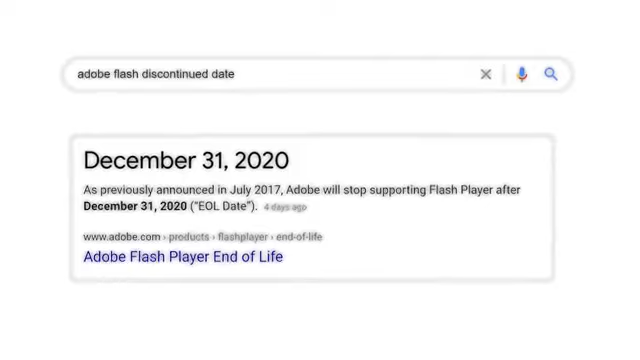 adobe flash discontinued date
December 31, 2020
As previously announced in July 2017, Adobe will stop supporting Flash Player after
December 31, 2020 ("EOL Date"). 4 days ago
www.adobe.com › products › flashplayer › end-of-life
Adobe Flash Player End of Life